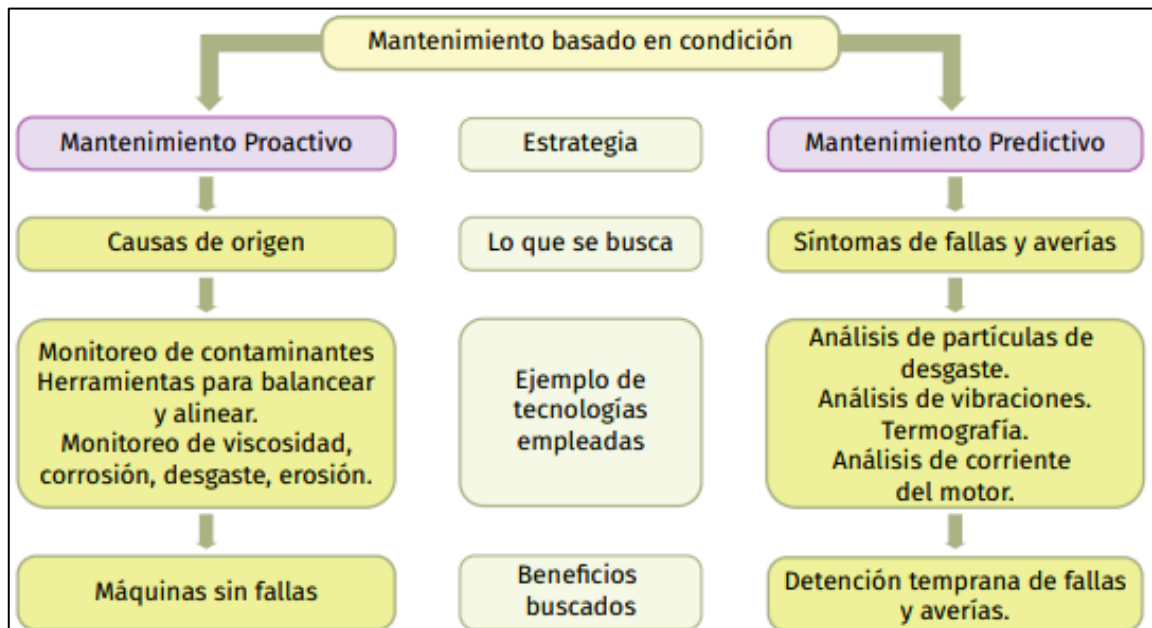 Mantenimiento basado en condición
Mantenimiento Proactivo
Estrategia
Mantenimiento Predictivo
Causas de origen
Lo que se busca
Síntomas de fallas y averías
Monitoreo de contaminantes
Herramientas para balancear
y alinear.
Monitoreo de viscosidad,
corrosión, desgaste, erosión.
Ejemplo de
tecnologías
empleadas
Análisis de partículas de
desgaste.
Análisis de vibraciones.
Termografía.
Análisis de corriente
del motor.
Máquinas sin fallas
Beneficios
buscados
Detención temprana de fallas
y averías.